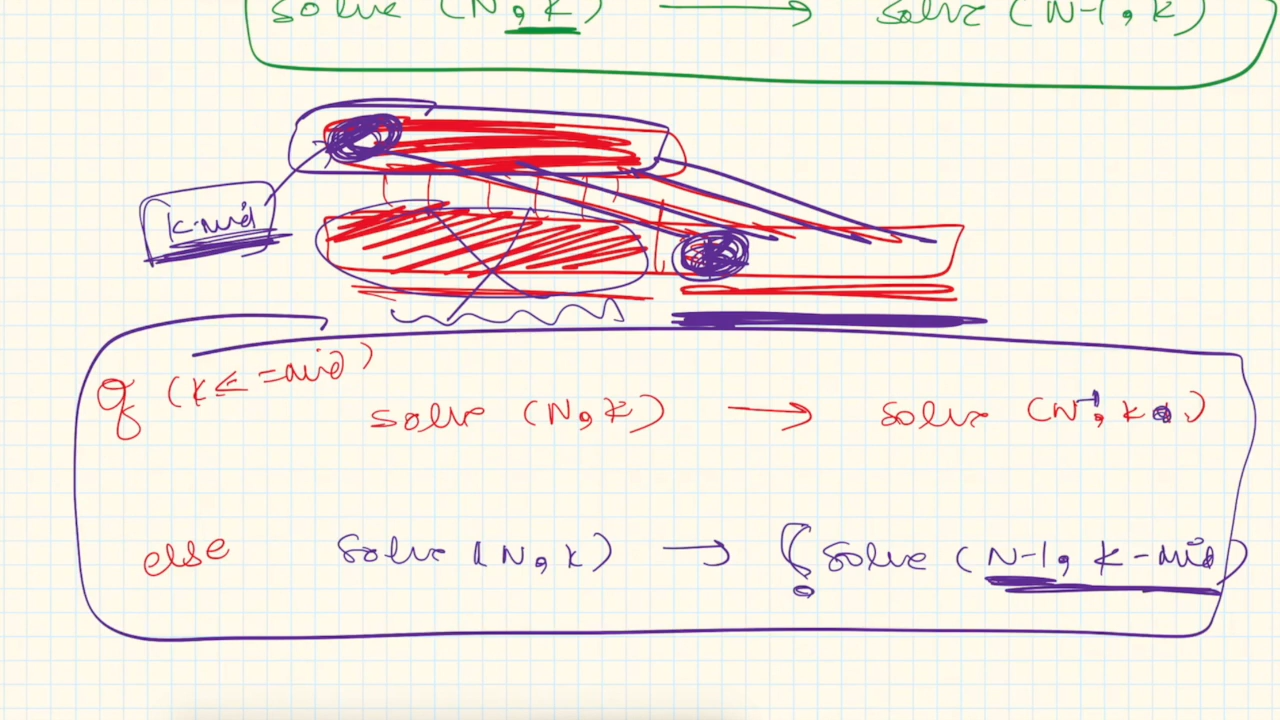 solve (N, k) → solve (N-1, k)
k-mid
if (k <= mid)
solve (N, k) → solve (N-1, k)
else solve (N, k) → ! solve (N-1, k-mid)